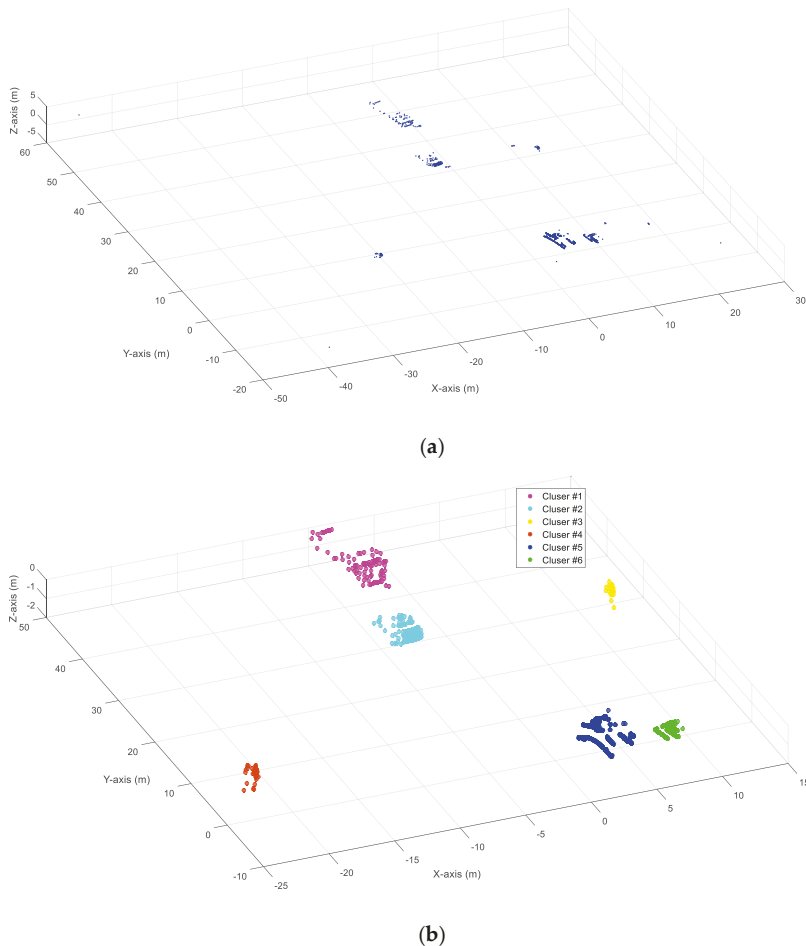 5
0
-5
Z-axis (m)
60
50
40
30
20
10
0
-10
-20
Y-axis (m)
-50
-40
-30
-20
-10
0
10
20
30
X-axis (m)
(a)
Cluser #1
Cluser #2
Cluser #3
Cluser #4
Cluser #5
Cluser #6
0
-1
-2
Z-axis (m)
50
40
30
20
10
0
-10
Y-axis (m)
-25
-20
-15
-10
-5
0
5
10
15
X-axis (m)
(b)